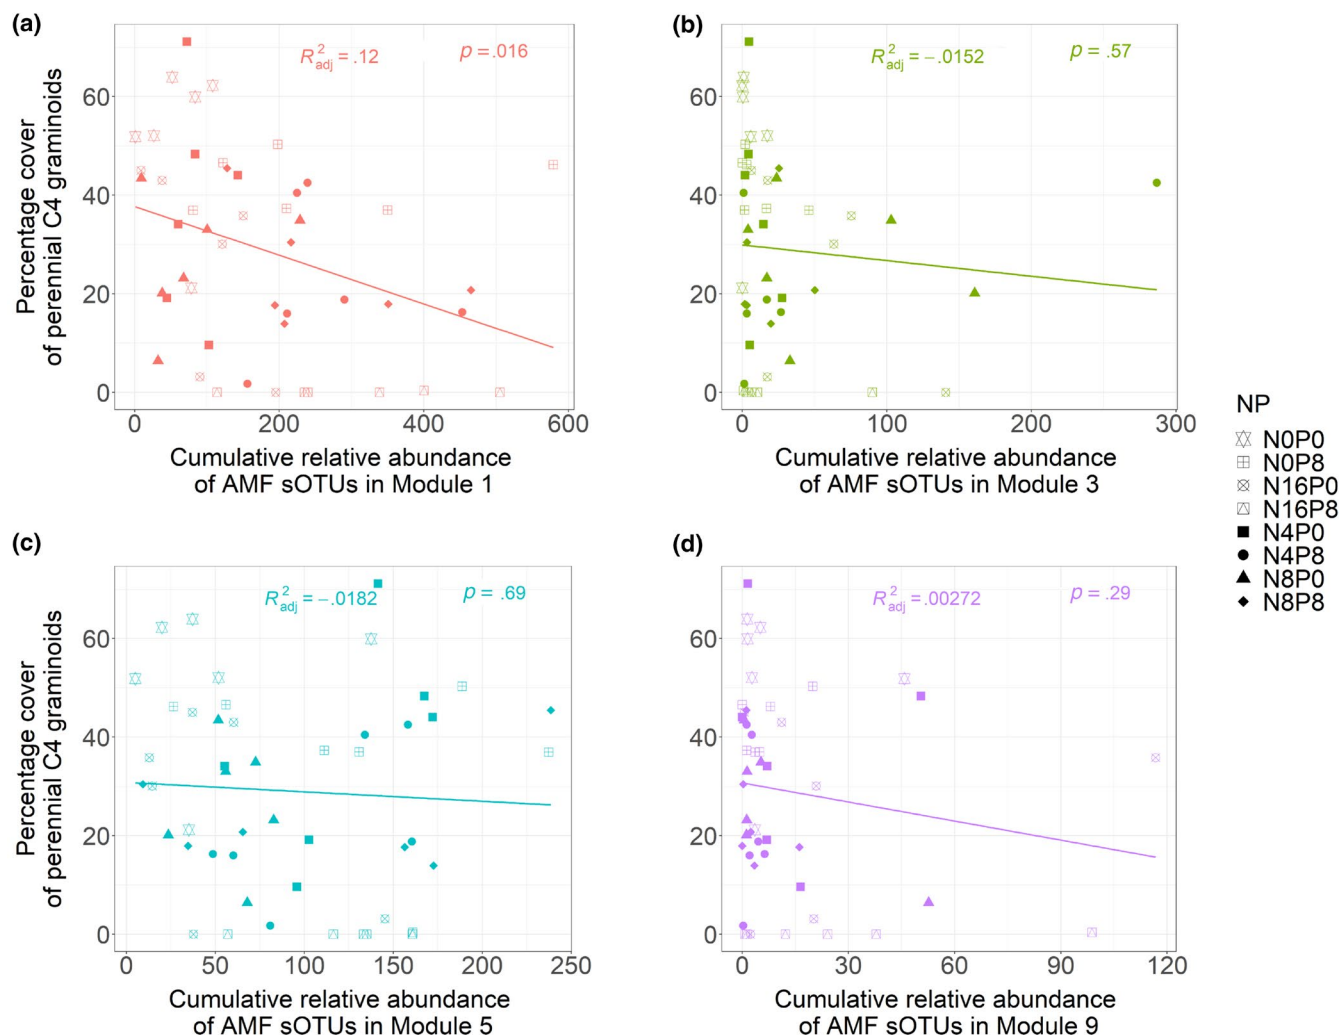 (a)
R²adj = .12
p = .016
Percentage cover
of perennial C4 graminoids
60
40
20
0
0 200 400 600
Cumulative relative abundance
of AMF sOTUs in Module 1
(b)
R²adj = −.0152
p = .57
60
40
20
0
0 100 200 300
Cumulative relative abundance
of AMF sOTUs in Module 3
NP
N0P0
N0P8
N16P0
N16P8
N4P0
N4P8
N8P0
N8P8
(c)
R²adj = −.0182
p = .69
Percentage cover
of perennial C4 graminoids
60
40
20
0
0 50 100 150 200 250
Cumulative relative abundance
of AMF sOTUs in Module 5
(d)
R²adj = .00272
p = .29
60
40
20
0
0 30 60 90 120
Cumulative relative abundance
of AMF sOTUs in Module 9